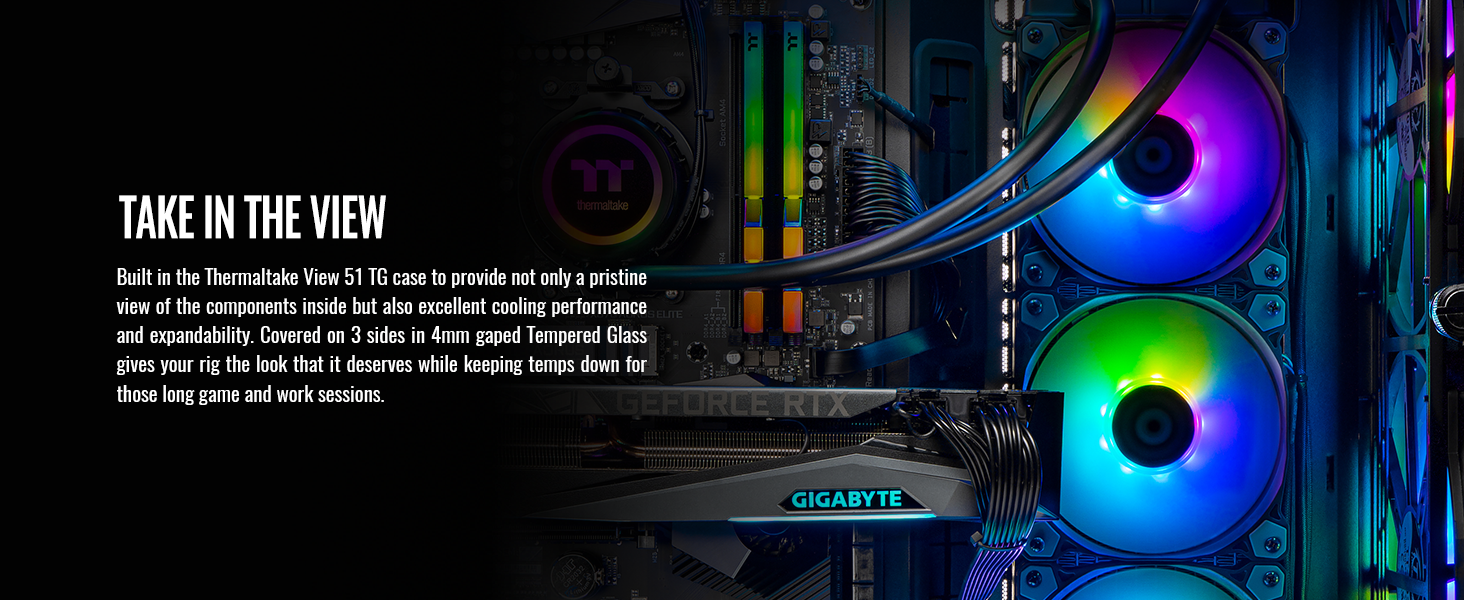 TAKE IN THE VIEW
Built in the Thermaltake View 51 TG case to provide not only a pristine
view of the components inside but also excellent cooling performance
and expandability. Covered on 3 sides in 4mm gaped Tempered Glass
gives your rig the look that it deserves while keeping temps down for
those long game and work sessions.
thermaltake
Socket AM4
ELITE
GEFORCE RTX
GIGABYTE